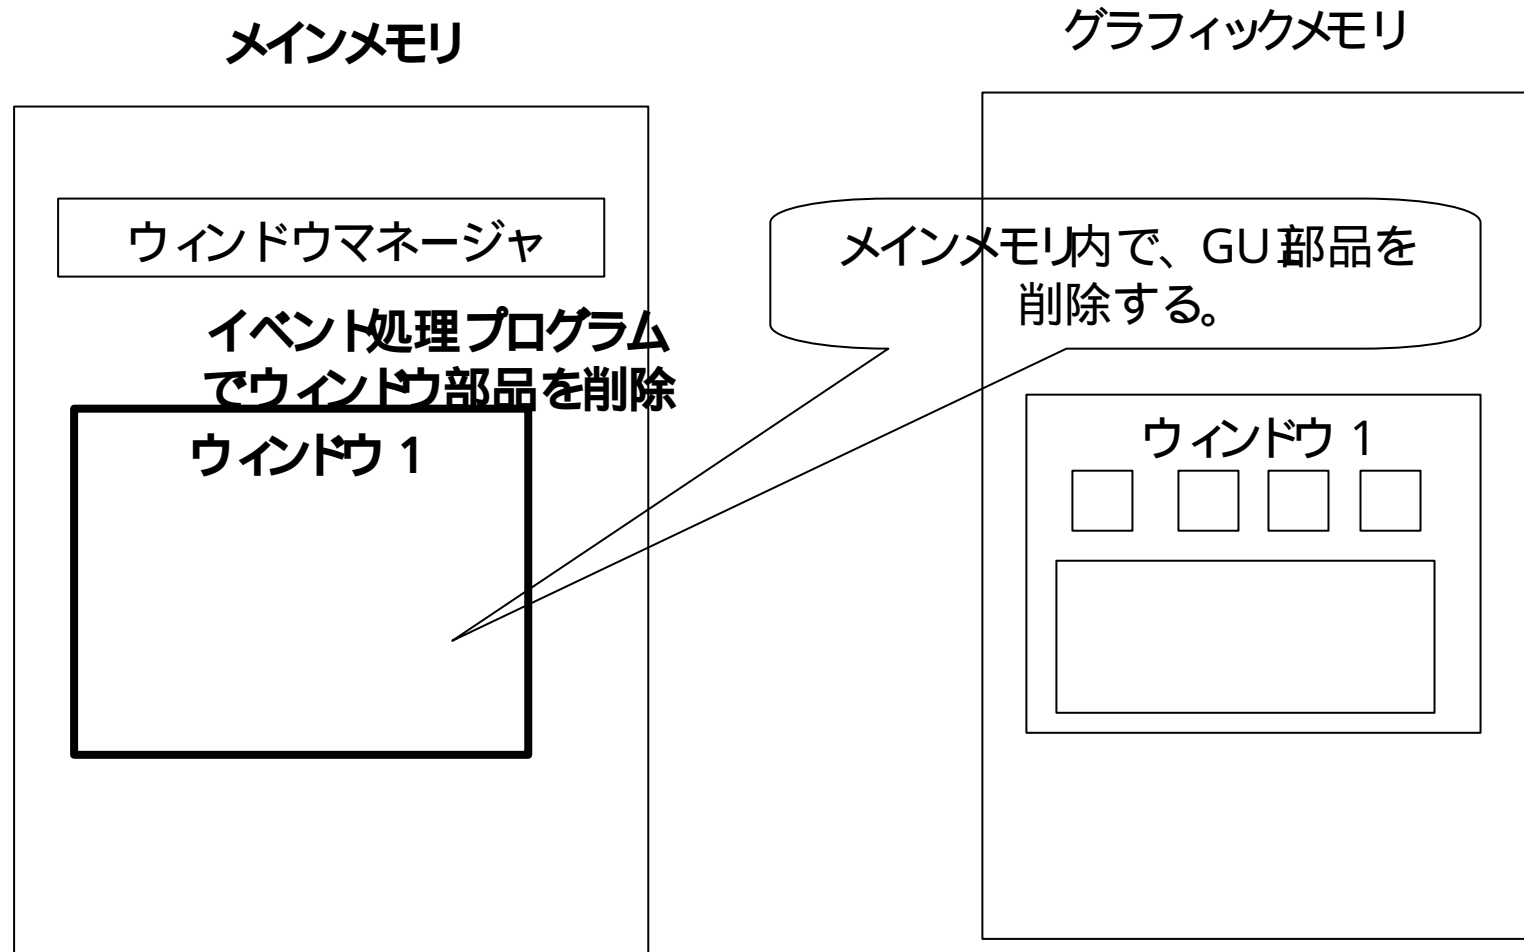 メインメモリ
グラフィックメモリ
ウィンドウマネージャ
メインメモリ内で、GUI部品を
削除する。
イベント処理プログラム
でウィンドウ部品を削除
ウィンドウ1
ウィンドウ1